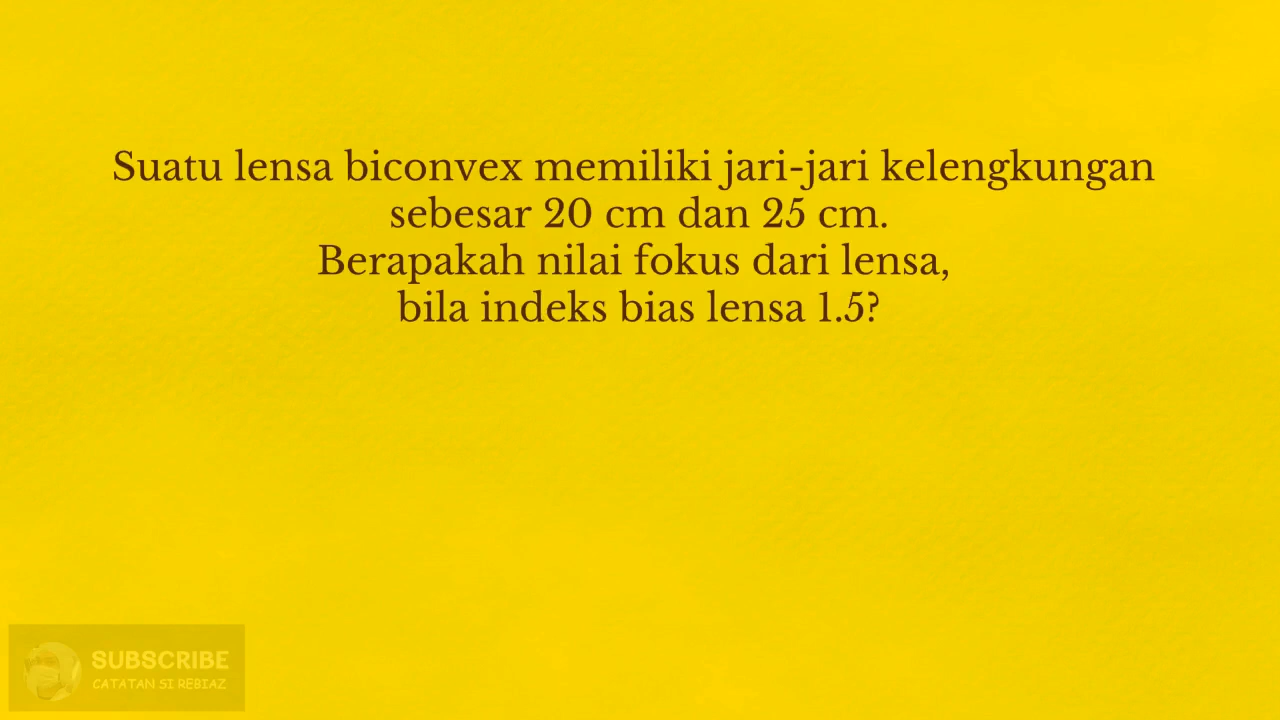 Suatu lensa biconvex memiliki jari-jari kelengkungan
sebesar 20 cm dan 25 cm.
Berapakah nilai fokus dari lensa,
bila indeks bias lensa 1.5?
SUBSCRIBE
CATATAN SI REBIAZ